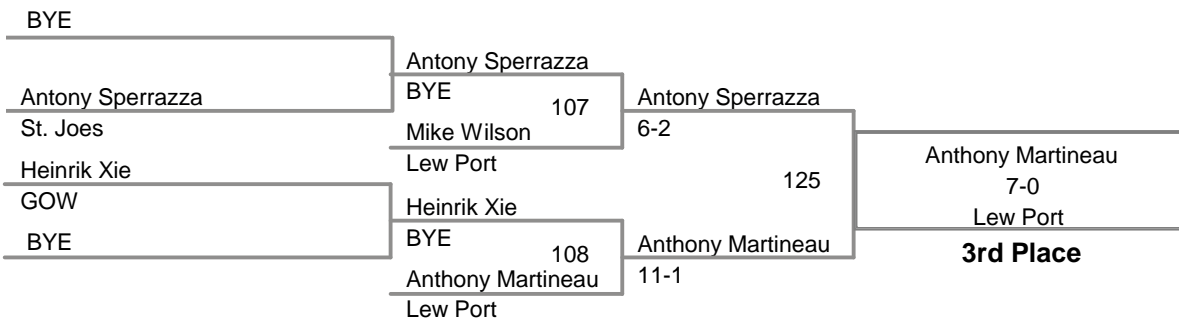 BYE
Antony Sperrazza
St. Joes
Heinrik Xie
GOW
BYE
Antony Sperrazza
BYE
107
Mike Wilson
Lew Port
Heinrik Xie
BYE
108
Anthony Martineau
Lew Port
Antony Sperrazza
6-2
125
Anthony Martineau
11-1
Anthony Martineau
7-0
Lew Port
3rd Place